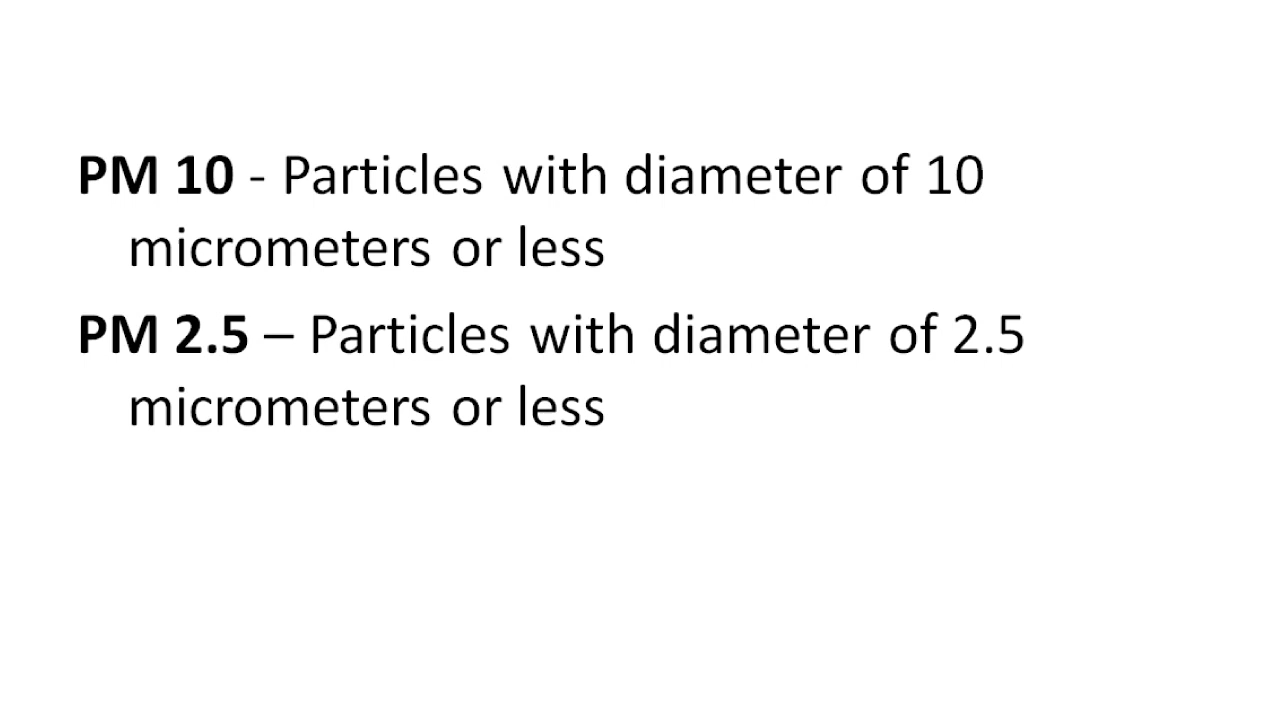 PM 10 - Particles with diameter of 10
micrometers or less
PM 2.5 – Particles with diameter of 2.5
micrometers or less